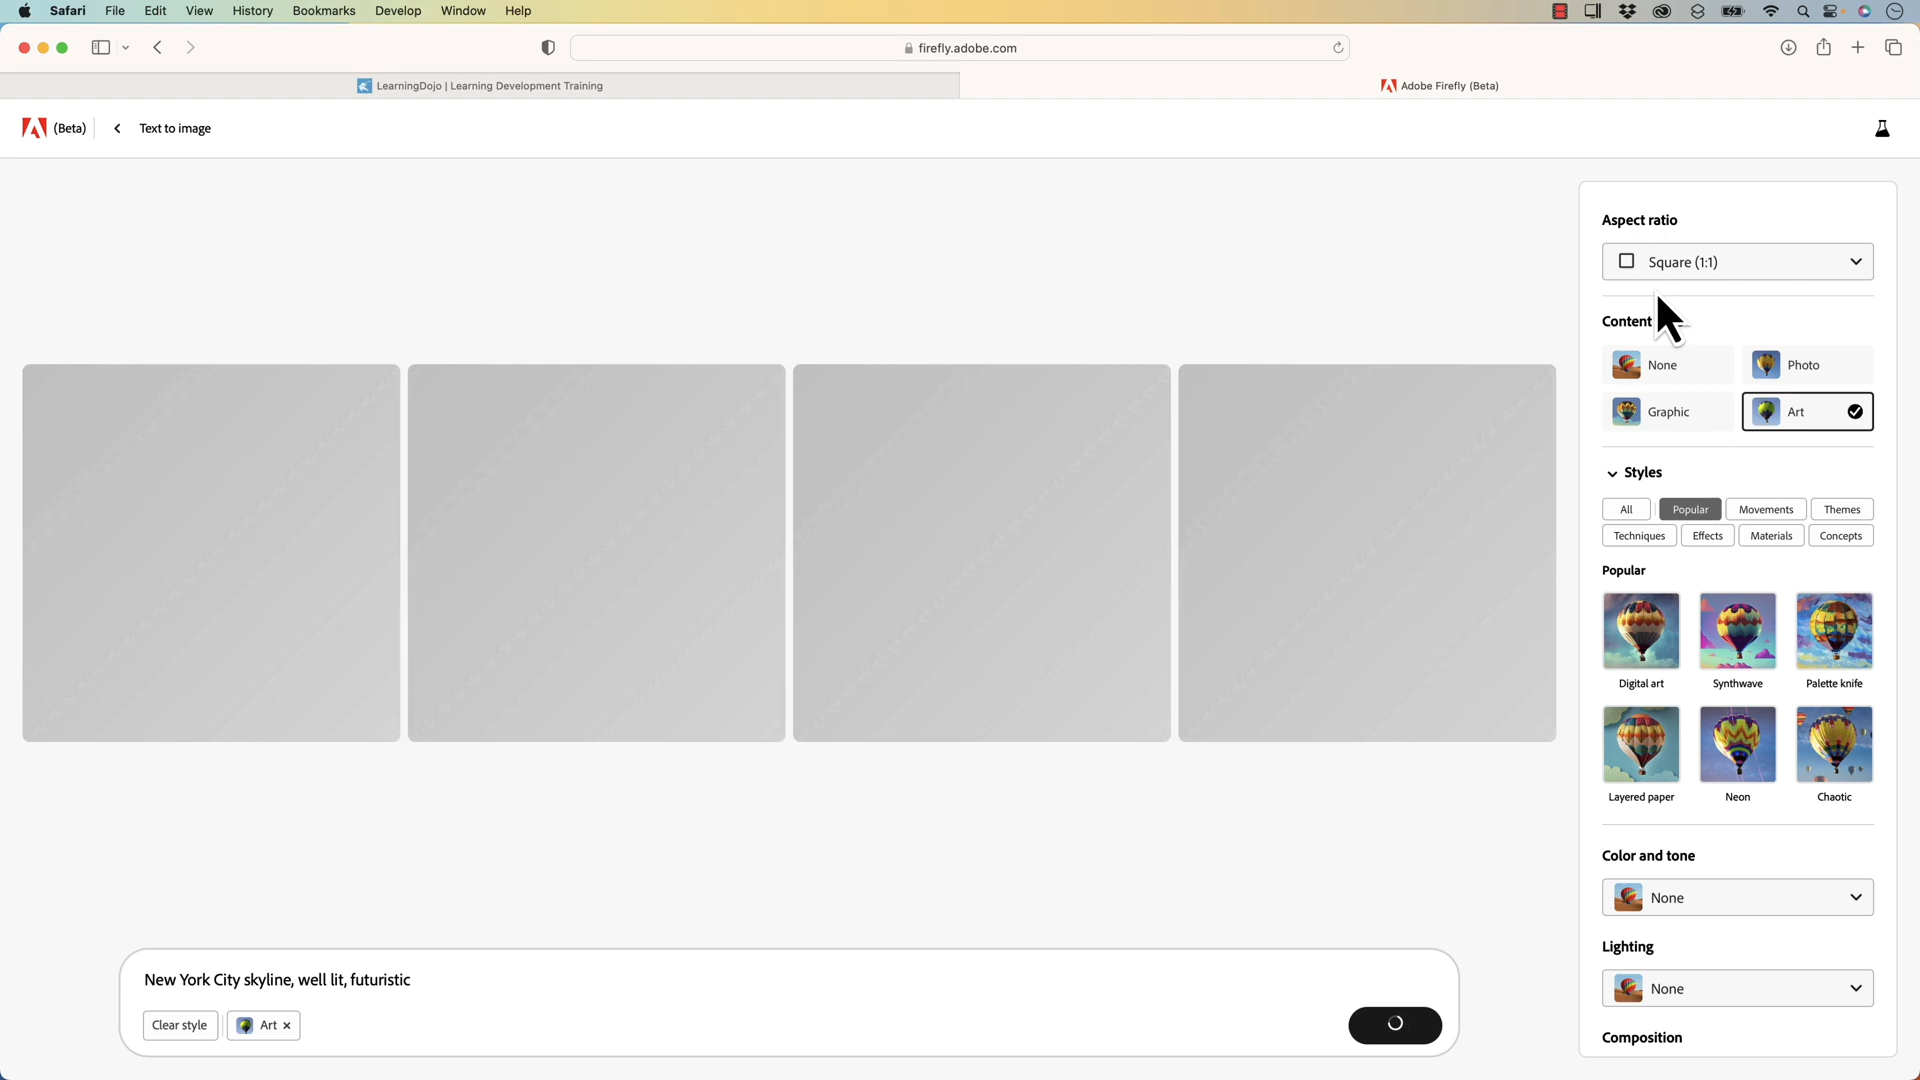 Safari File Edit View History Bookmarks Develop Window Help
firefly.adobe.com
LearningDojo | Learning Development Training
Adobe Firefly (Beta)
(Beta) Text to image
Aspect ratio
Square (1:1)
Content
None Photo
Graphic Art
Styles
All Popular Movements Themes
Techniques Effects Materials Concepts
Popular
Digital art Synthwave Palette knife
Layered paper Neon Chaotic
Color and tone
None
Lighting
None
Composition
New York City skyline, well lit, futuristic
Clear style Art